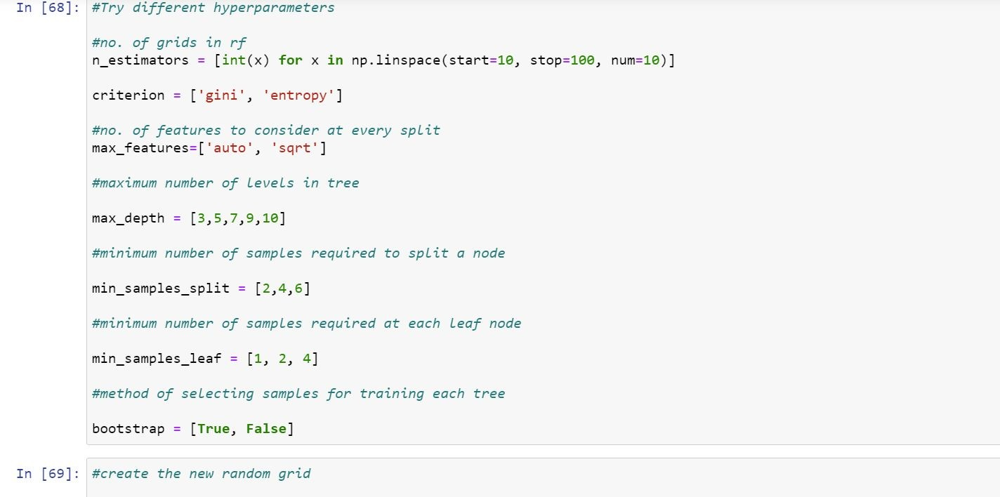 In [68]: #Try different hyperparameters
#no. of grids in rf
n_estimators = [int(x) for x in np.linspace(start=10, stop=100, num=10)]
criterion = ['gini', 'entropy']
#no. of features to consider at every split
max_features=['auto', 'sqrt']
#maximum number of levels in tree
max_depth = [3,5,7,9,10]
#minimum number of samples required to split a node
min_samples_split = [2,4,6]
#minimum number of samples required at each leaf node
min_samples_leaf = [1, 2, 4]
#method of selecting samples for training each tree
bootstrap = [True, False]
In [69]: #create the new random grid